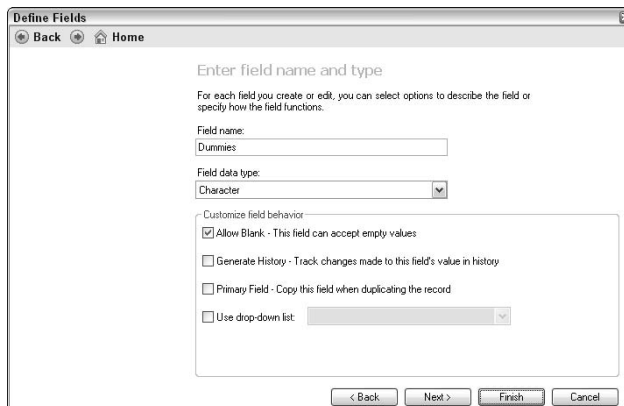 Define Fields
Back Home
Enter field name and type
For each field you create or edit, you can select options to describe the field or
specify how the field functions.
Field name:
Dummies
Field data type:
Character
Customize field behavior
Allow Blank - This field can accept empty values
Generate History - Track changes made to this field's value in history
Primary Field - Copy this field when duplicating the record
Use drop-down list:
< Back Next > Finish Cancel